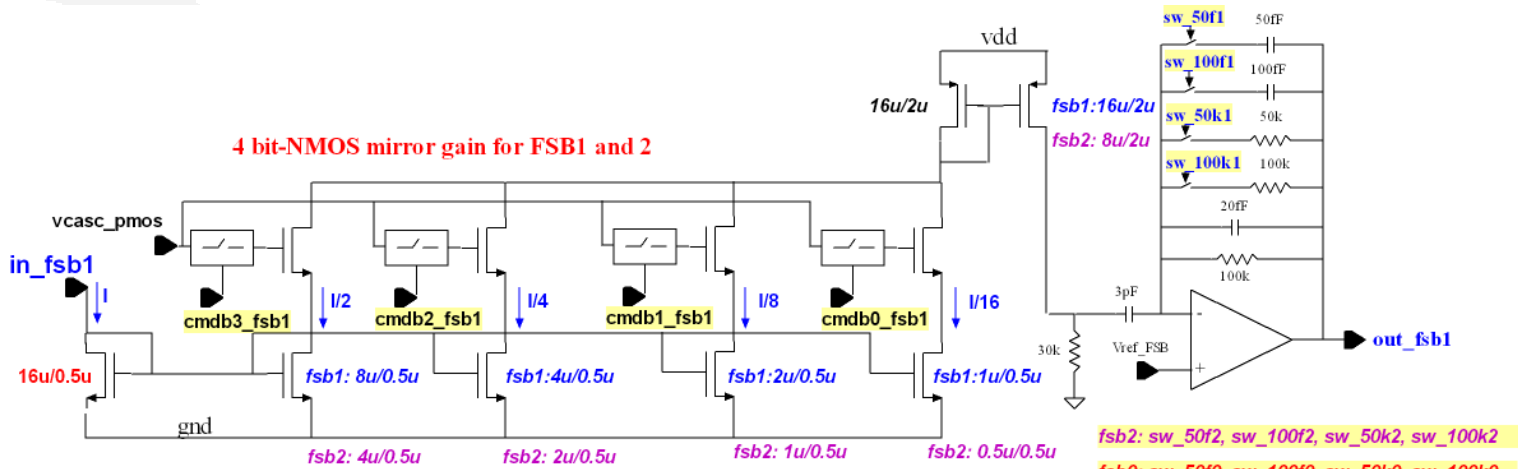 sw_50f1
50fF
vdd
sw_100f1
100fF
16u/2u
fsb1:16u/2u
sw_50k1
50k
fsb2: 8u/2u
4 bit-NMOS mirror gain for FSB1 and 2
sw_100k1
100k
vcasc_pmos
20fF
in_fsb1
100k
I
I/2
I/4
I/8
I/16
3pF
cmdb3_fsb1
cmdb2_fsb1
cmdb1_fsb1
cmdb0_fsb1
-
out_fsb1
30k
Vref_FSB
+
16u/0.5u
fsb1: 8u/0.5u
fsb1:4u/0.5u
fsb1:2u/0.5u
fsb1:1u/0.5u
gnd
fsb2: 4u/0.5u
fsb2: 2u/0.5u
fsb2: 1u/0.5u
fsb2: 0.5u/0.5u
fsb2: sw_50f2, sw_100f2, sw_50k2, sw_100k2